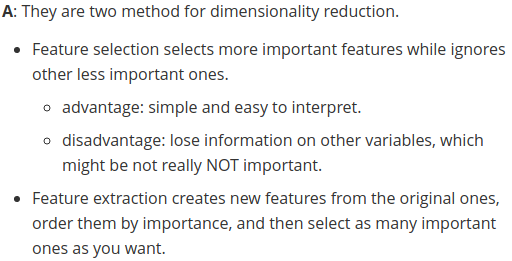 A: They are two method for dimensionality reduction.
• Feature selection selects more important features while ignores
other less important ones.
◦ advantage: simple and easy to interpret.
◦ disadvantage: lose information on other variables, which
might be not really NOT important.
• Feature extraction creates new features from the original ones,
order them by importance, and then select as many important
ones as you want.